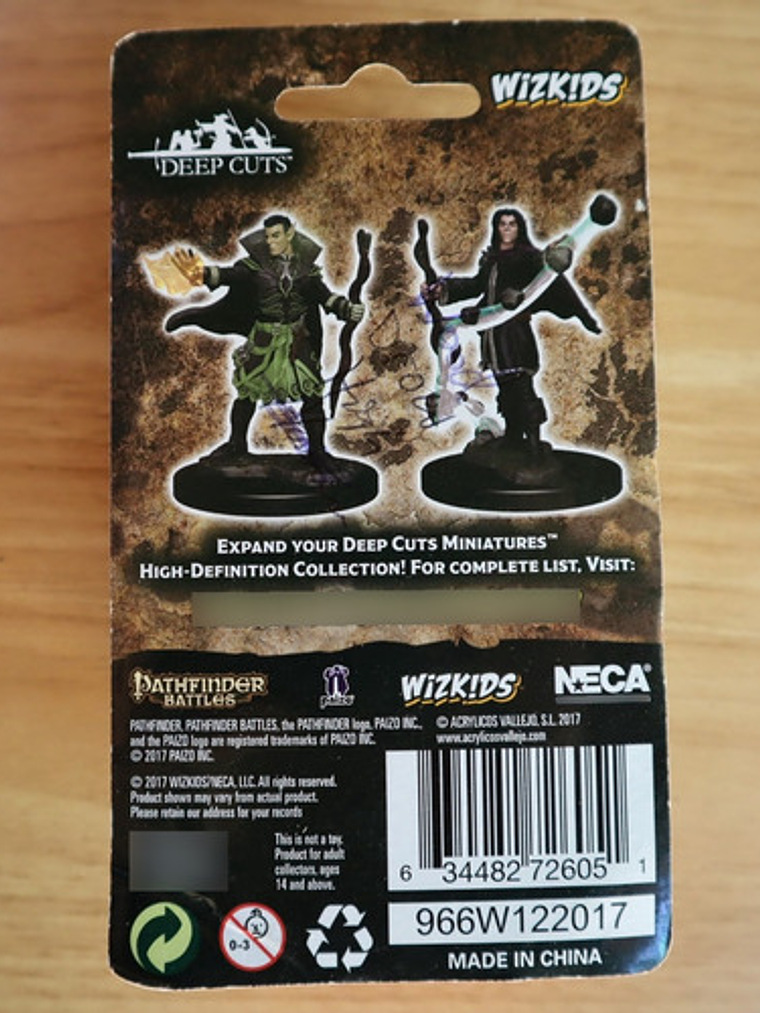 WIZKIDS
DEEP CUTS™
EXPAND YOUR DEEP CUTS MINIATURES™
HIGH-DEFINITION COLLECTION! FOR COMPLETE LIST, VISIT:
PATHFINDER
BATTLES
PAIZO
WIZKIDS
NECA®
PATHFINDER, PATHFINDER BATTLES, the PATHFINDER logo, PAIZO INC.,
and the PAIZO logo are registered trademarks of PAIZO INC.
© 2017 PAIZO INC.
© ACRYLICOS VALLEJO, S.L. 2017
www.acrylicosvallejo.com
© 2017 WIZKIDS/NECA, LLC. All rights reserved.
Product shown may vary from actual product.
Please retain our address for your records
This is not a toy.
Product for adult
collectors, ages
14 and above.
6 34482 72605 1
0-3
966W122017
MADE IN CHINA